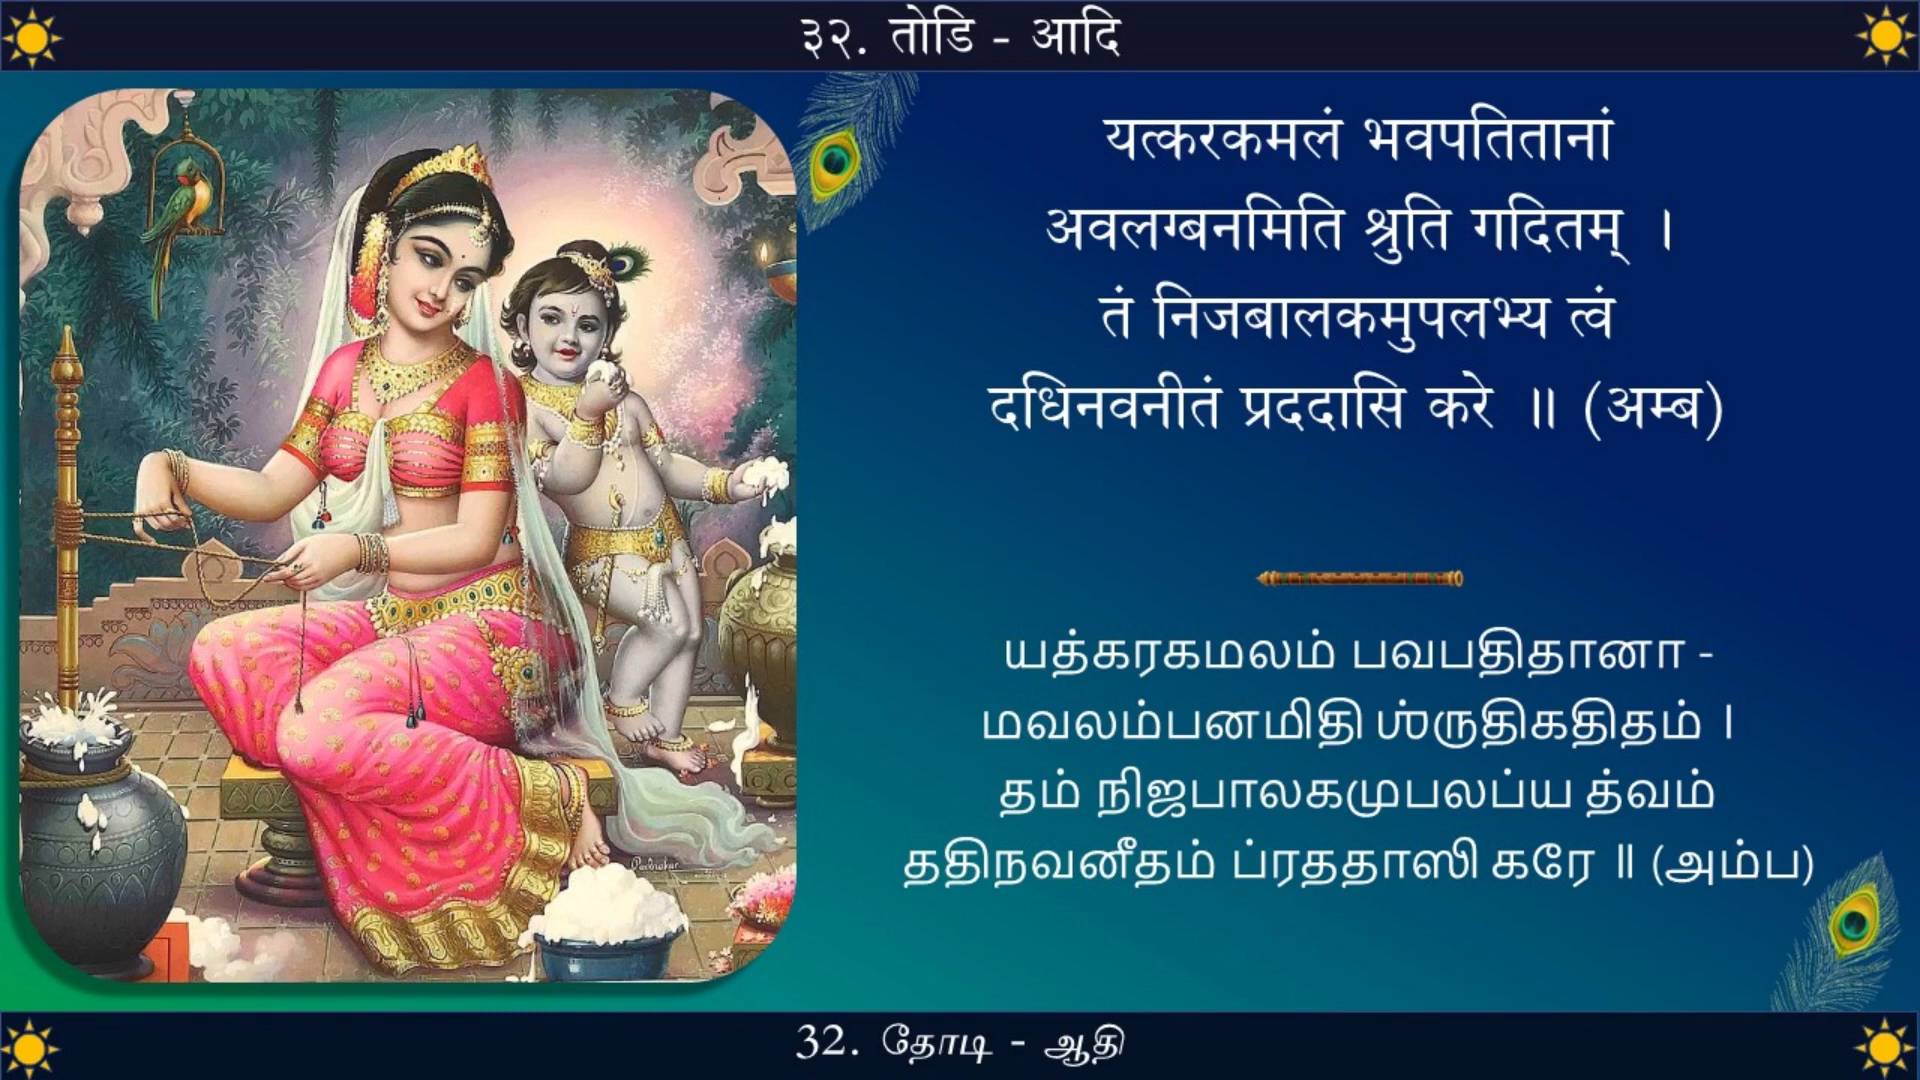 ३२. तोडि - आदि
यत्करकमलं भवपतितानां
अवलग्बनमिति श्रुति गदितम् ।
तं निजबालकमुपलभ्य त्वं
दधिनवनीतं प्रददासि करे ॥ (अम्ब)
யத்கரகமலம் பவபதிதானா -
மவலம்பனமிதி ஶ்ருதிகதிதம் ।
தம் நிஜபாலகமுபலப்ய த்வம்
ததிநவனீதம் ப்ரததாஸி கரே ॥ (அம்ப)
32. தோடி - ஆதி